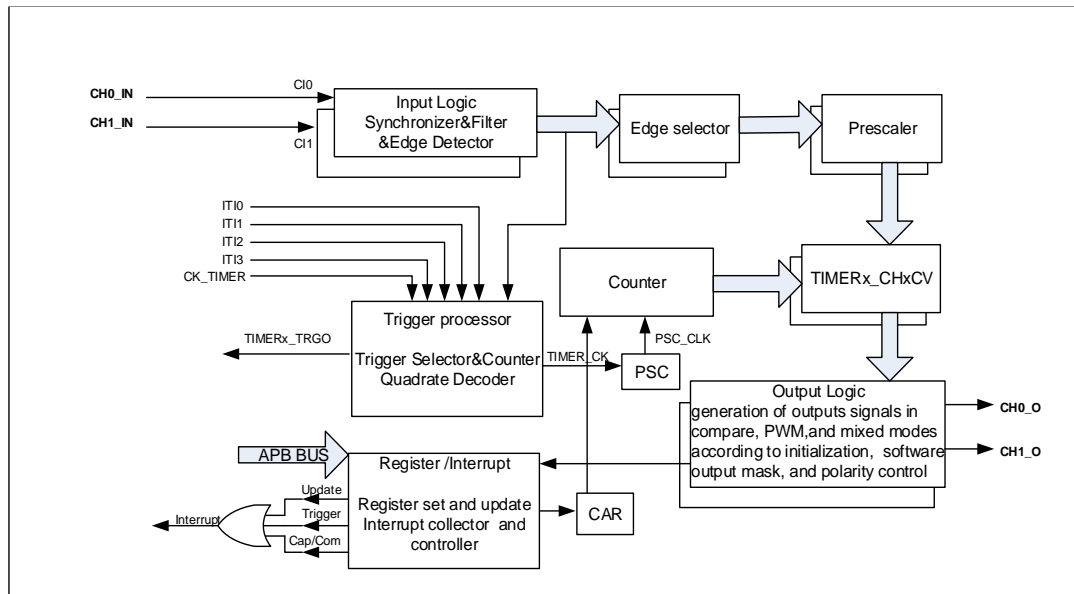 CH0_IN
CI0
CH1_IN
CI1
Input Logic
Synchronizer&Filter
&Edge Detector
Edge selector
Prescaler
ITI0
ITI1
ITI2
ITI3
CK_TIMER
Counter
TIMERx_CHxCV
Trigger processor
Trigger Selector&Counter
Quadrate Decoder
TIMERx_TRGO
TIMER_CK
PSC
PSC_CLK
Output Logic
generation of outputs signals in
compare, PWM,and mixed modes
according to initialization, software
output mask, and polarity control
CH0_O
CH1_O
APB BUS
Register /Interrupt
Register set and update
Interrupt collector and
controller
CAR
Update
Trigger
Cap/Com
Interrupt